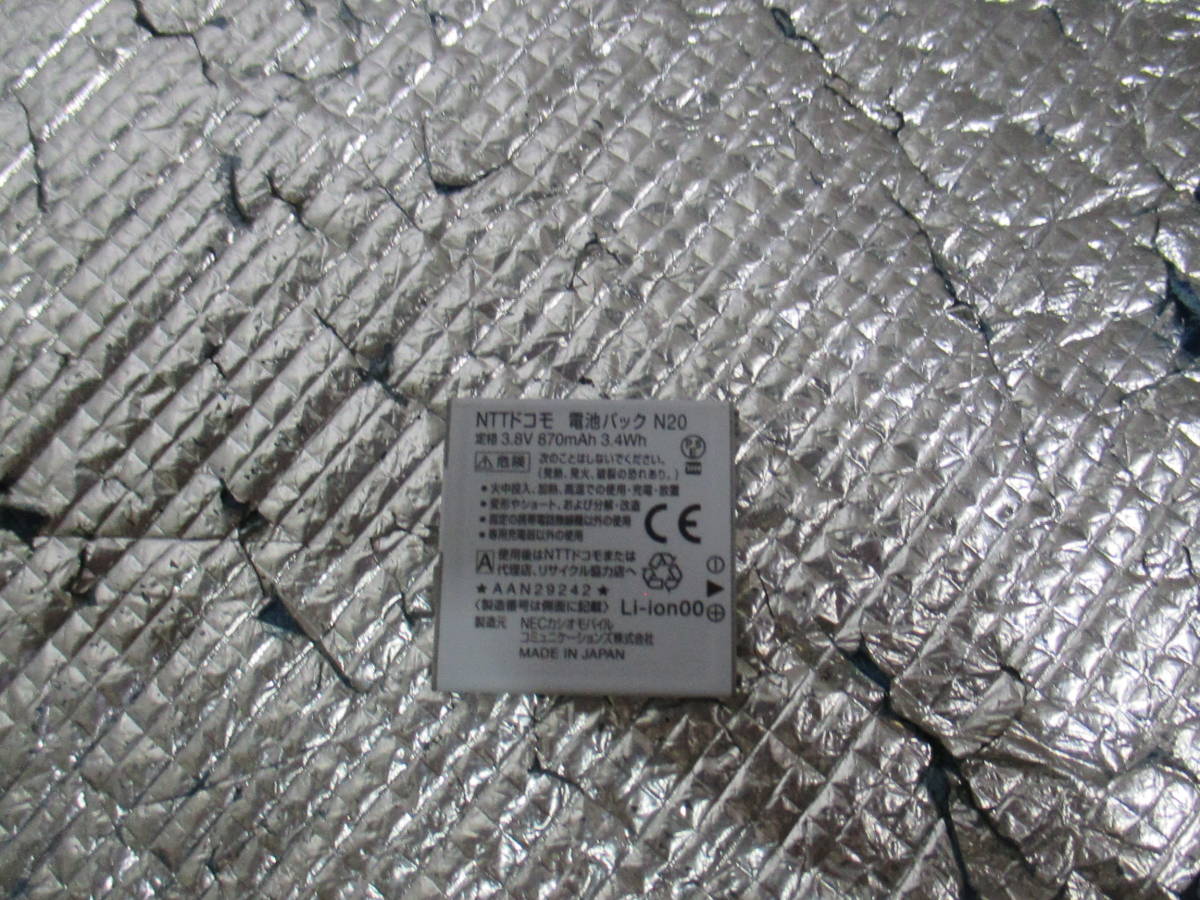 NTTドコモ 電池パック N20
定格 3.8V 870mAh 3.4Wh
危険 次のことはしないでください。
(発熱、発火、破裂の恐れあり。)
●火中投入、加熱、高温での使用・充電・放置
●変形やショート、および分解・改造
●指定の携帯電話無線機以外の使用
●専用充電器以外の使用
CE
A 使用後はNTTドコモまたは
代理店、リサイクル協力店へ
★AAN29242★
〈製造番号は側面に記載〉 Li-ion00
製造元 NECカシオモバイル
コミュニケーションズ株式会社
MADE IN JAPAN